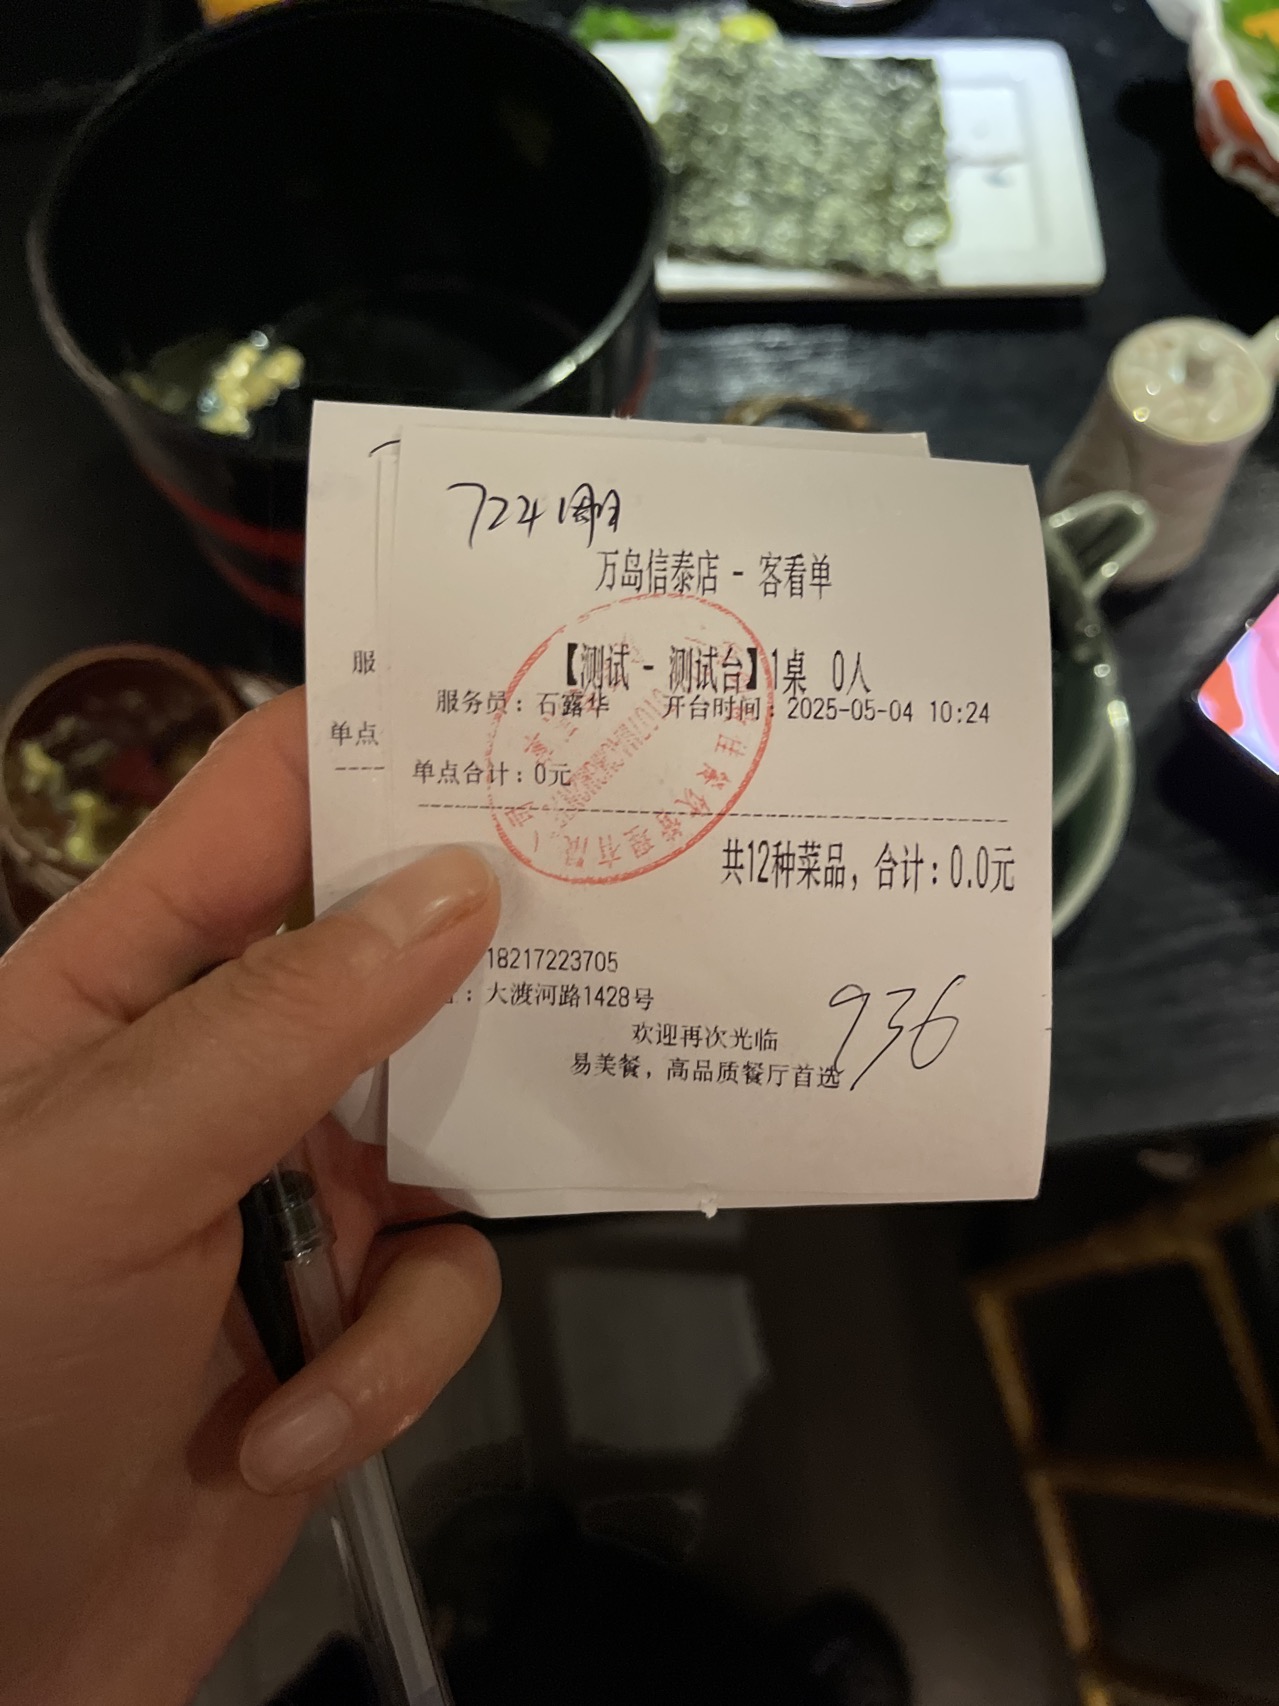 724
万岛信泰店 - 客看单
【测试 - 测试台】1桌 0人
服务员：石露华 开台时间：2025-05-04 10:24
单点合计：0元
共12种菜品，合计：0.0元
18217223705
：大渡河路1428号
欢迎再次光临
易美餐，高品质餐厅首选
936
服
单点